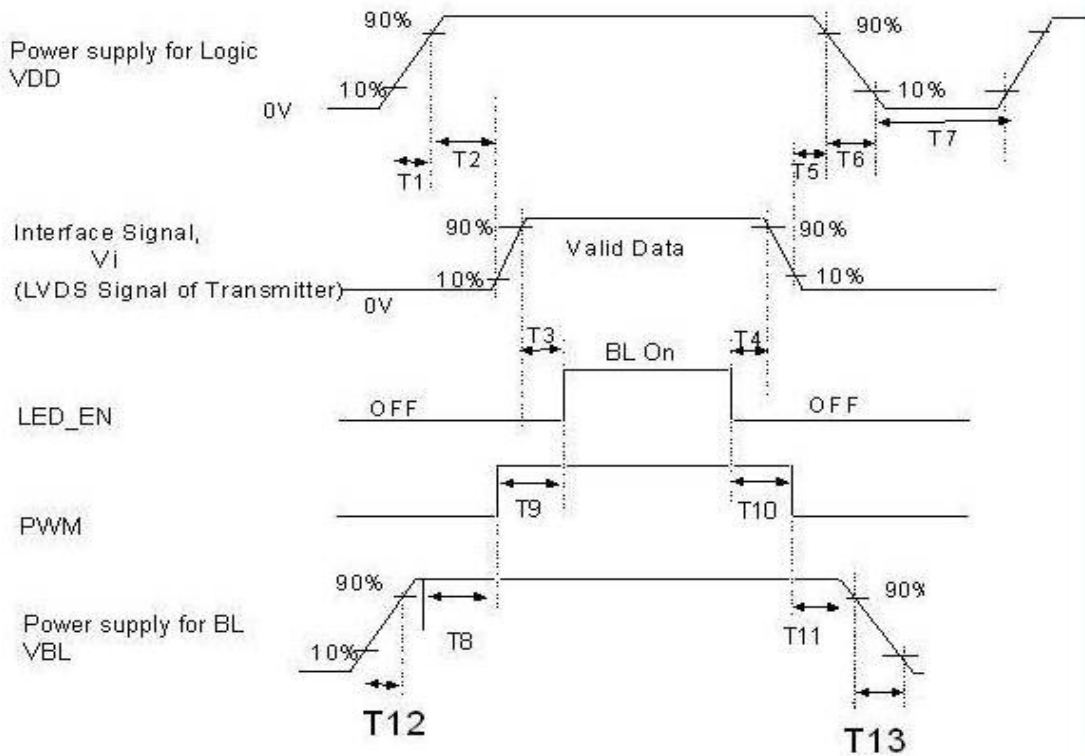 90%
90%
Power supply for Logic
VDD
10%
10%
0V
T1
T2
T5
T6
T7
Interface Signal,
Vi
(LVDS Signal of Transmitter)
90%
Valid Data
90%
10%
10%
0V
T3
T4
BL On
LED_EN
OFF
OFF
T9
T10
PWM
90%
90%
Power supply for BL
VBL
T8
T11
10%
T12
T13